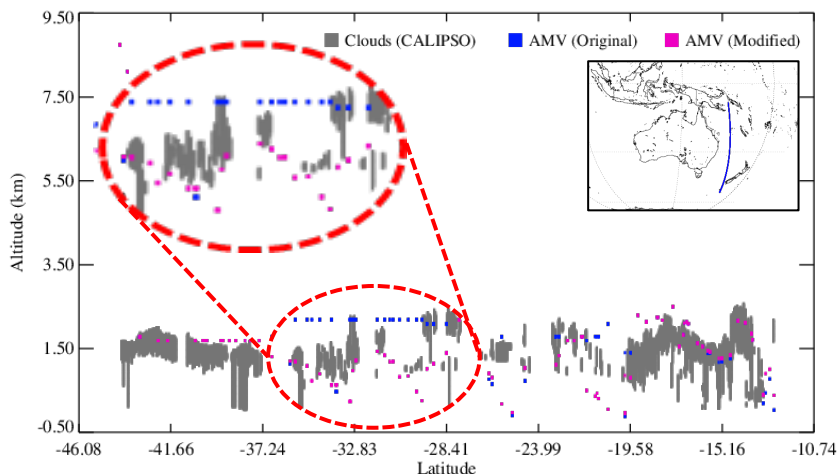 9.50
Clouds (CALIPSO) AMV (Original) AMV (Modified)
7.50
5.50
Altitude (km)
3.50
1.50
-0.50
-46.08 -41.66 -37.24 -32.83 -28.41 -23.99 -19.58 -15.16 -10.74
Latitude